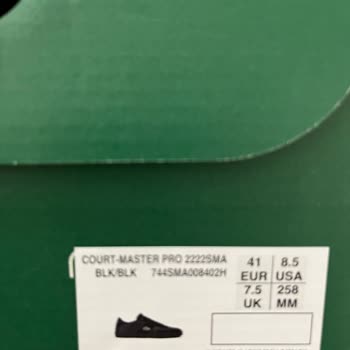 COURT-MASTER PRO 2222SMA
BLK/BLK 744SMA008402H
41 8.5
EUR USA
7.5 258
UK MM